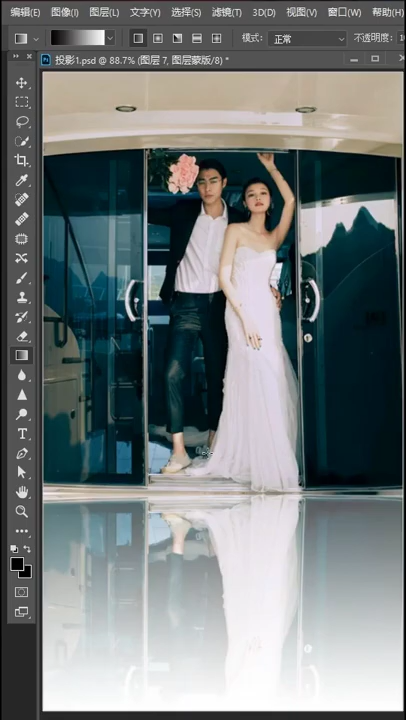 编辑(E) 图像(I) 图层(L) 文字(Y) 选择(S) 滤镜(T) 3D(D) 视图(V) 窗口(W) 帮助(H)
模式: 正常 不透明度:
Ps 投影1.psd @ 88.7% (图层 7, 图层蒙版/8) *
T